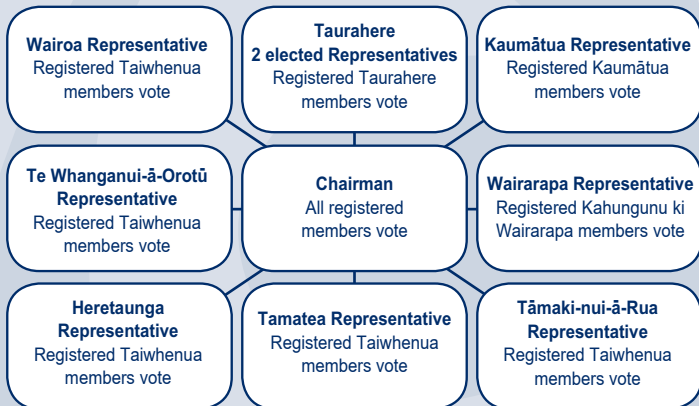 Wairoa Representative
Registered Taiwhenua
members vote
Taurahere
2 elected Representatives
Registered Taurahere
members vote
Kaumātua Representative
Registered Kaumātua
members vote
Te Whanganui-ā-Orotū
Representative
Registered Taiwhenua
members vote
Chairman
All registered
members vote
Wairarapa Representative
Registered Kahungunu ki
Wairarapa members vote
Heretaunga
Representative
Registered Taiwhenua
members vote
Tamatea Representative
Registered Taiwhenua
members vote
Tāmaki-nui-ā-Rua
Representative
Registered Taiwhenua
members vote